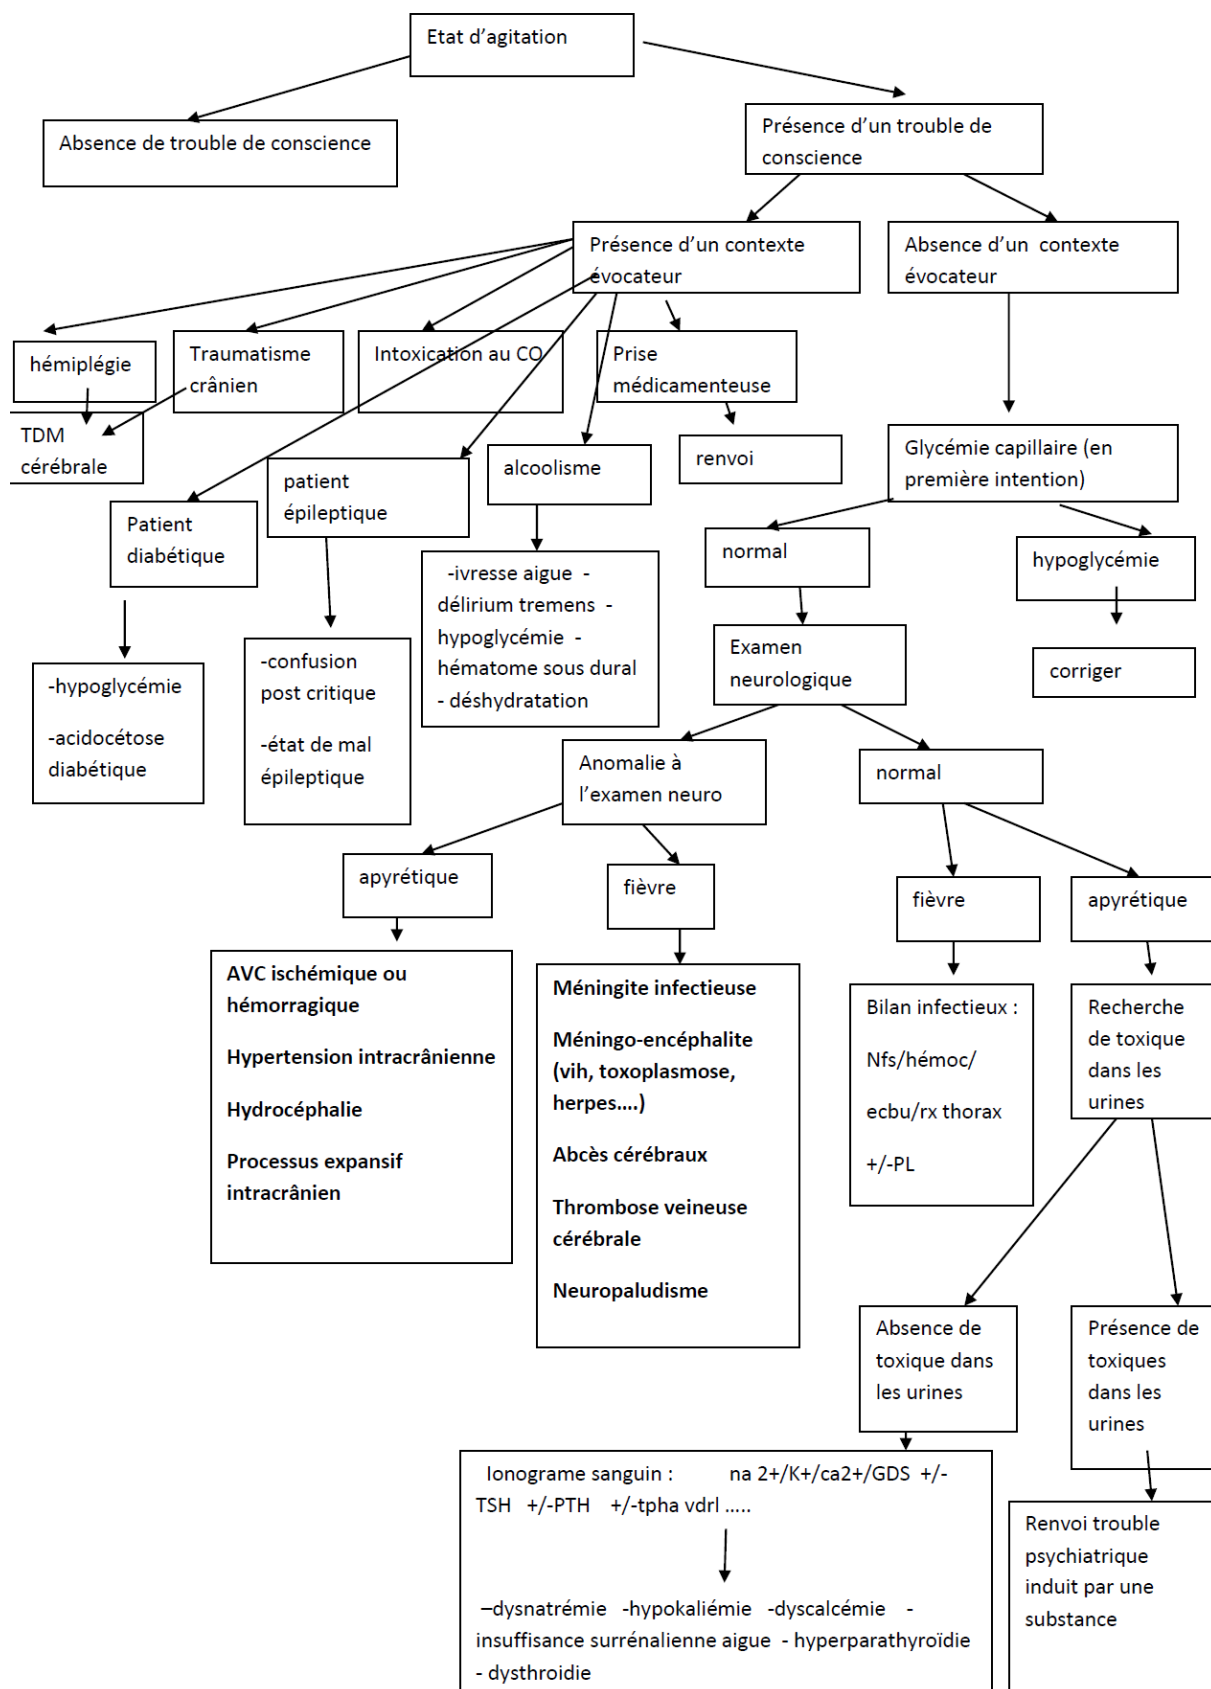 Etat d'agitation
Absence de trouble de conscience
Présence d'un trouble de
conscience
Présence d'un contexte
évocateur
Absence d'un contexte
évocateur
hémiplégie
Traumatisme
crânien
Intoxication au CO
Prise
médicamenteuse
TDM
cérébrale
patient
épileptique
alcoolisme
renvoi
Glycémie capillaire (en
première intention)
Patient
diabétique
normal
hypoglycémie
-ivresse aigue -
délirium tremens -
hypoglycémie -
hématome sous dural
- déshydratation
-hypoglycémie
-acidocétose
diabétique
-confusion
post critique
-état de mal
épileptique
Examen
neurologique
corriger
Anomalie à
l'examen neuro
normal
apyrétique
fièvre
fièvre
apyrétique
AVC ischémique ou
hémorragique
Hypertension intracrânienne
Hydrocéphalie
Processus expansif
intracrânien
Méningite infectieuse
Méningo-encéphalite
(vih, toxoplasmose,
herpes....)
Abcès cérébraux
Thrombose veineuse
cérébrale
Neuropaludisme
Bilan infectieux :
Nfs/hémoc/
ecbu/rx thorax
+/-PL
Recherche
de toxique
dans les
urines
Absence de
toxique dans
les urines
Présence de
toxiques
dans les
urines
Ionograme sanguin : na 2+/K+/ca2+/GDS +/-
TSH +/-PTH +/-tpha vdrl .....
–dysnatrémie -hypokaliémie -dyscalcémie -
insuffisance surrénalienne aigue - hyperparathyroïdie
- dysthroidie
Renvoi trouble
psychiatrique
induit par une
substance